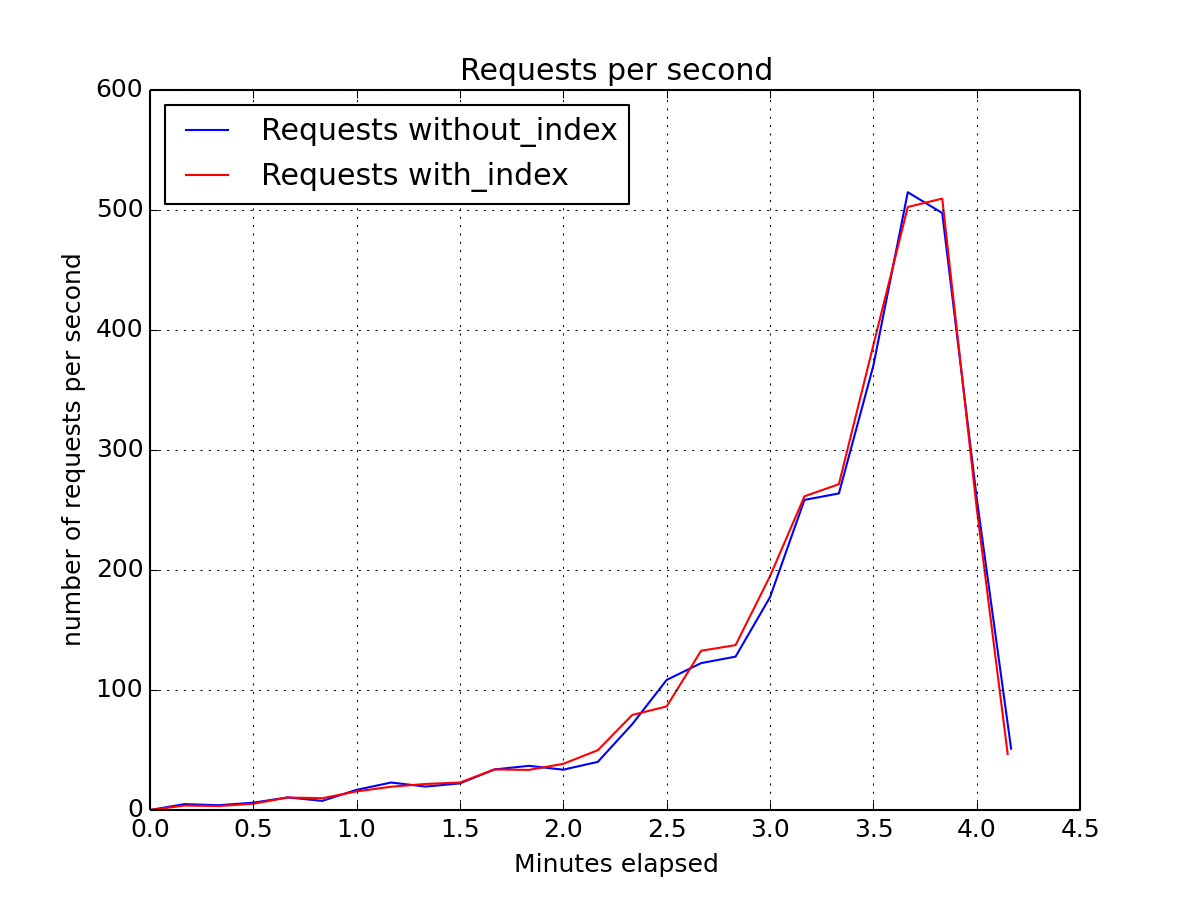 Requests per second
600
500
400
300
200
100
0
Requests without_index
Requests with_index
number of requests per second
0.0 0.5 1.0 1.5 2.0 2.5 3.0 3.5 4.0 4.5
Minutes elapsed